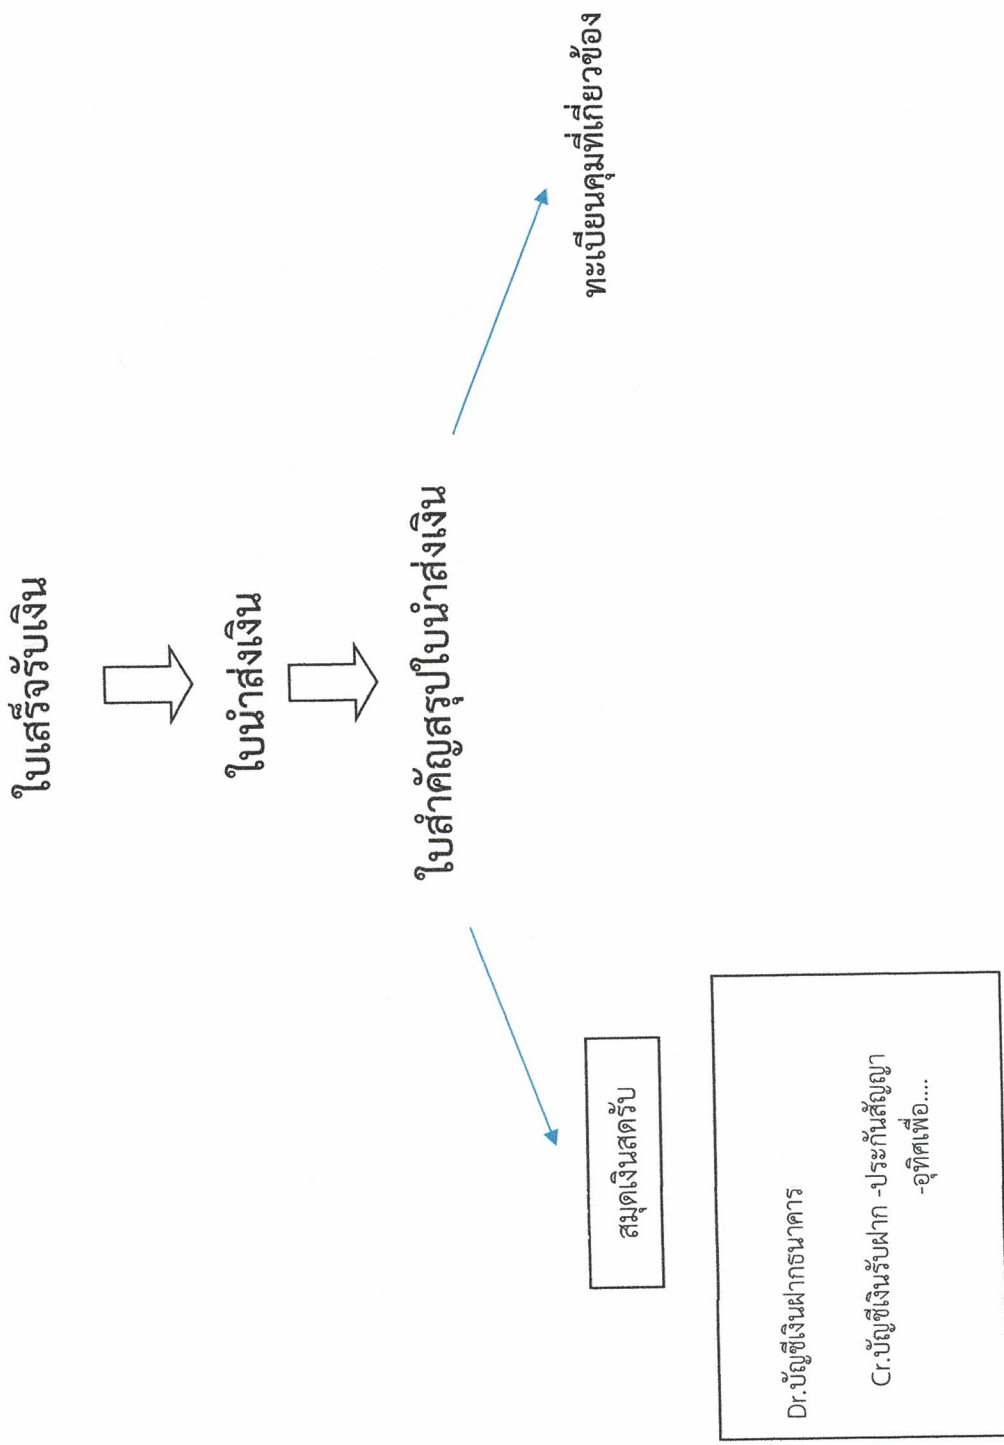 ใบเสร็จรับเงิน
ใบนำส่งเงิน
ใบสำคัญสรุปใบนำส่งเงิน
สมุดเงินสดรับ
ทะเบียนคุมที่เกี่ยวข้อง
Dr.บัญชีเงินฝากธนาคาร
Cr.บัญชีเงินรับฝาก -ประกันสัญญา
-อุทิศเพื่อ....